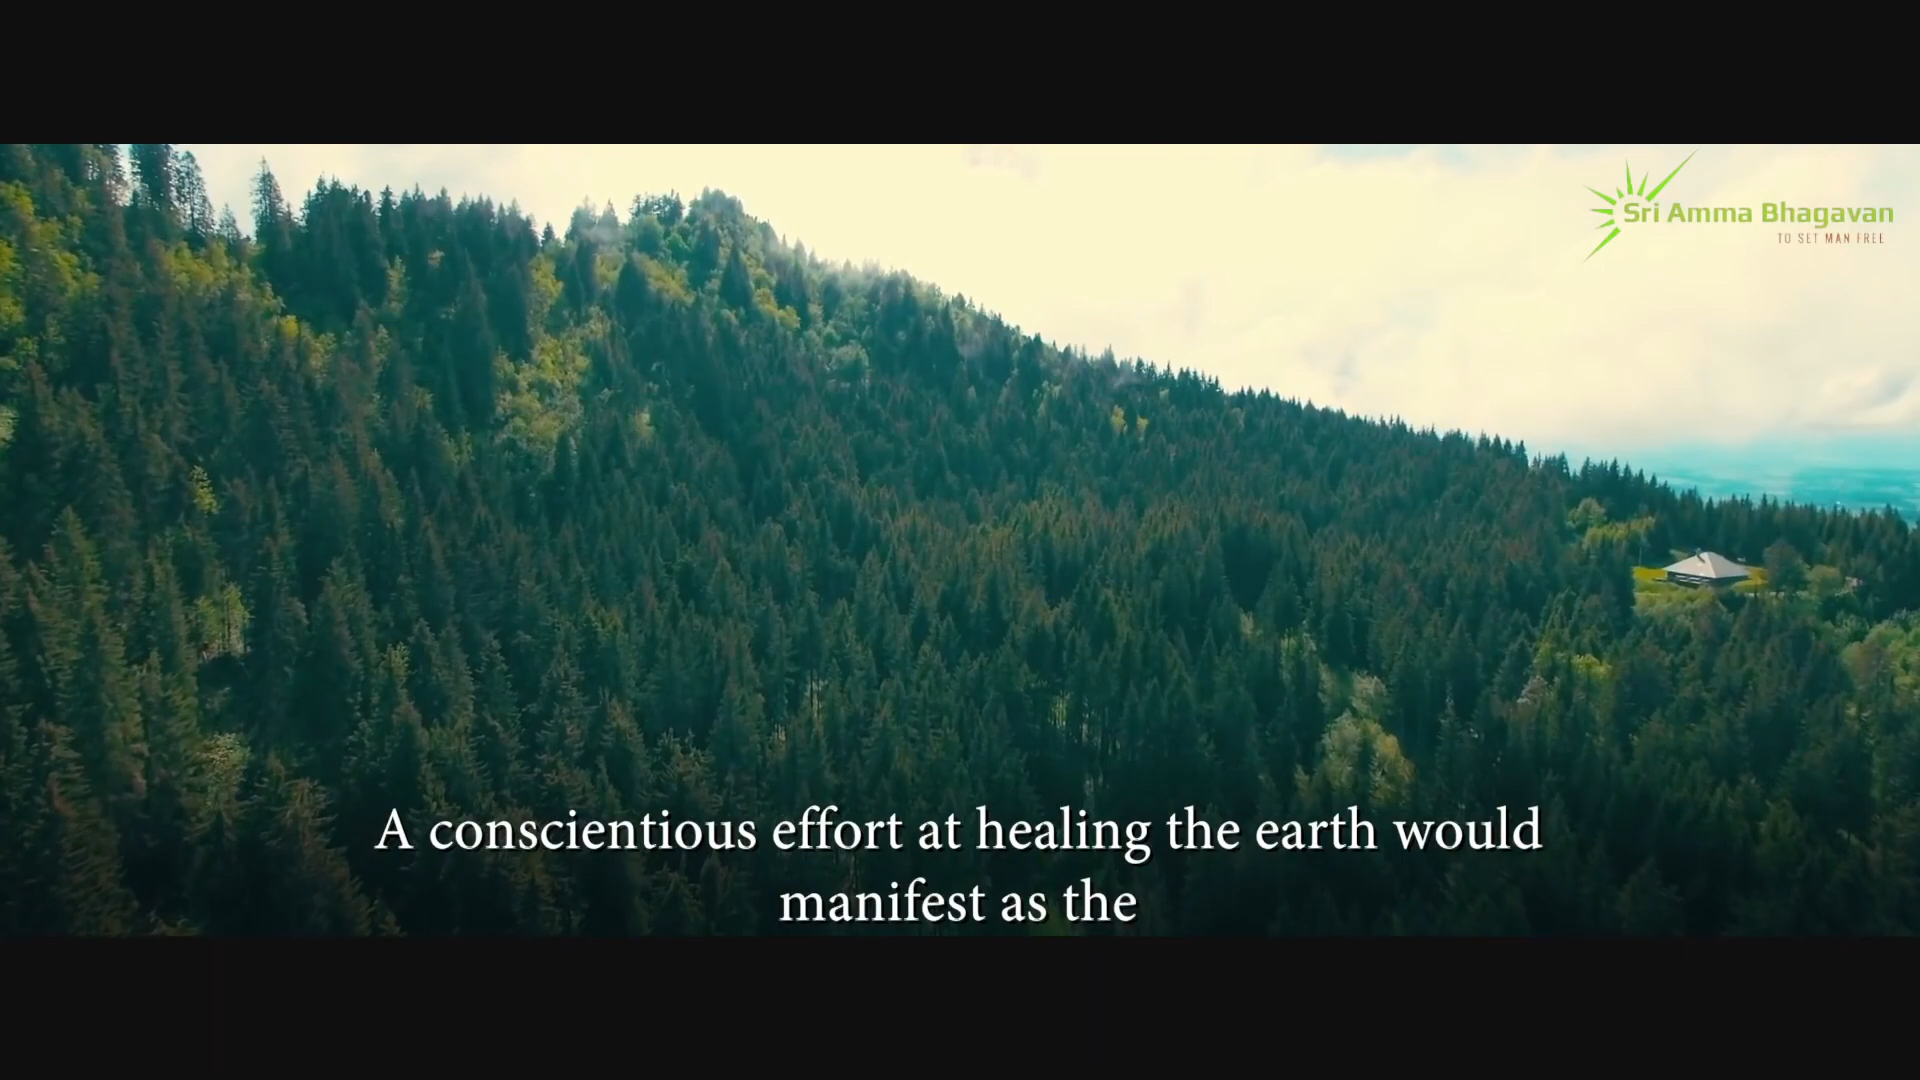 Sri Amma Bhagavan
TO SET MAN FREE
A conscientious effort at healing the earth would
manifest as the